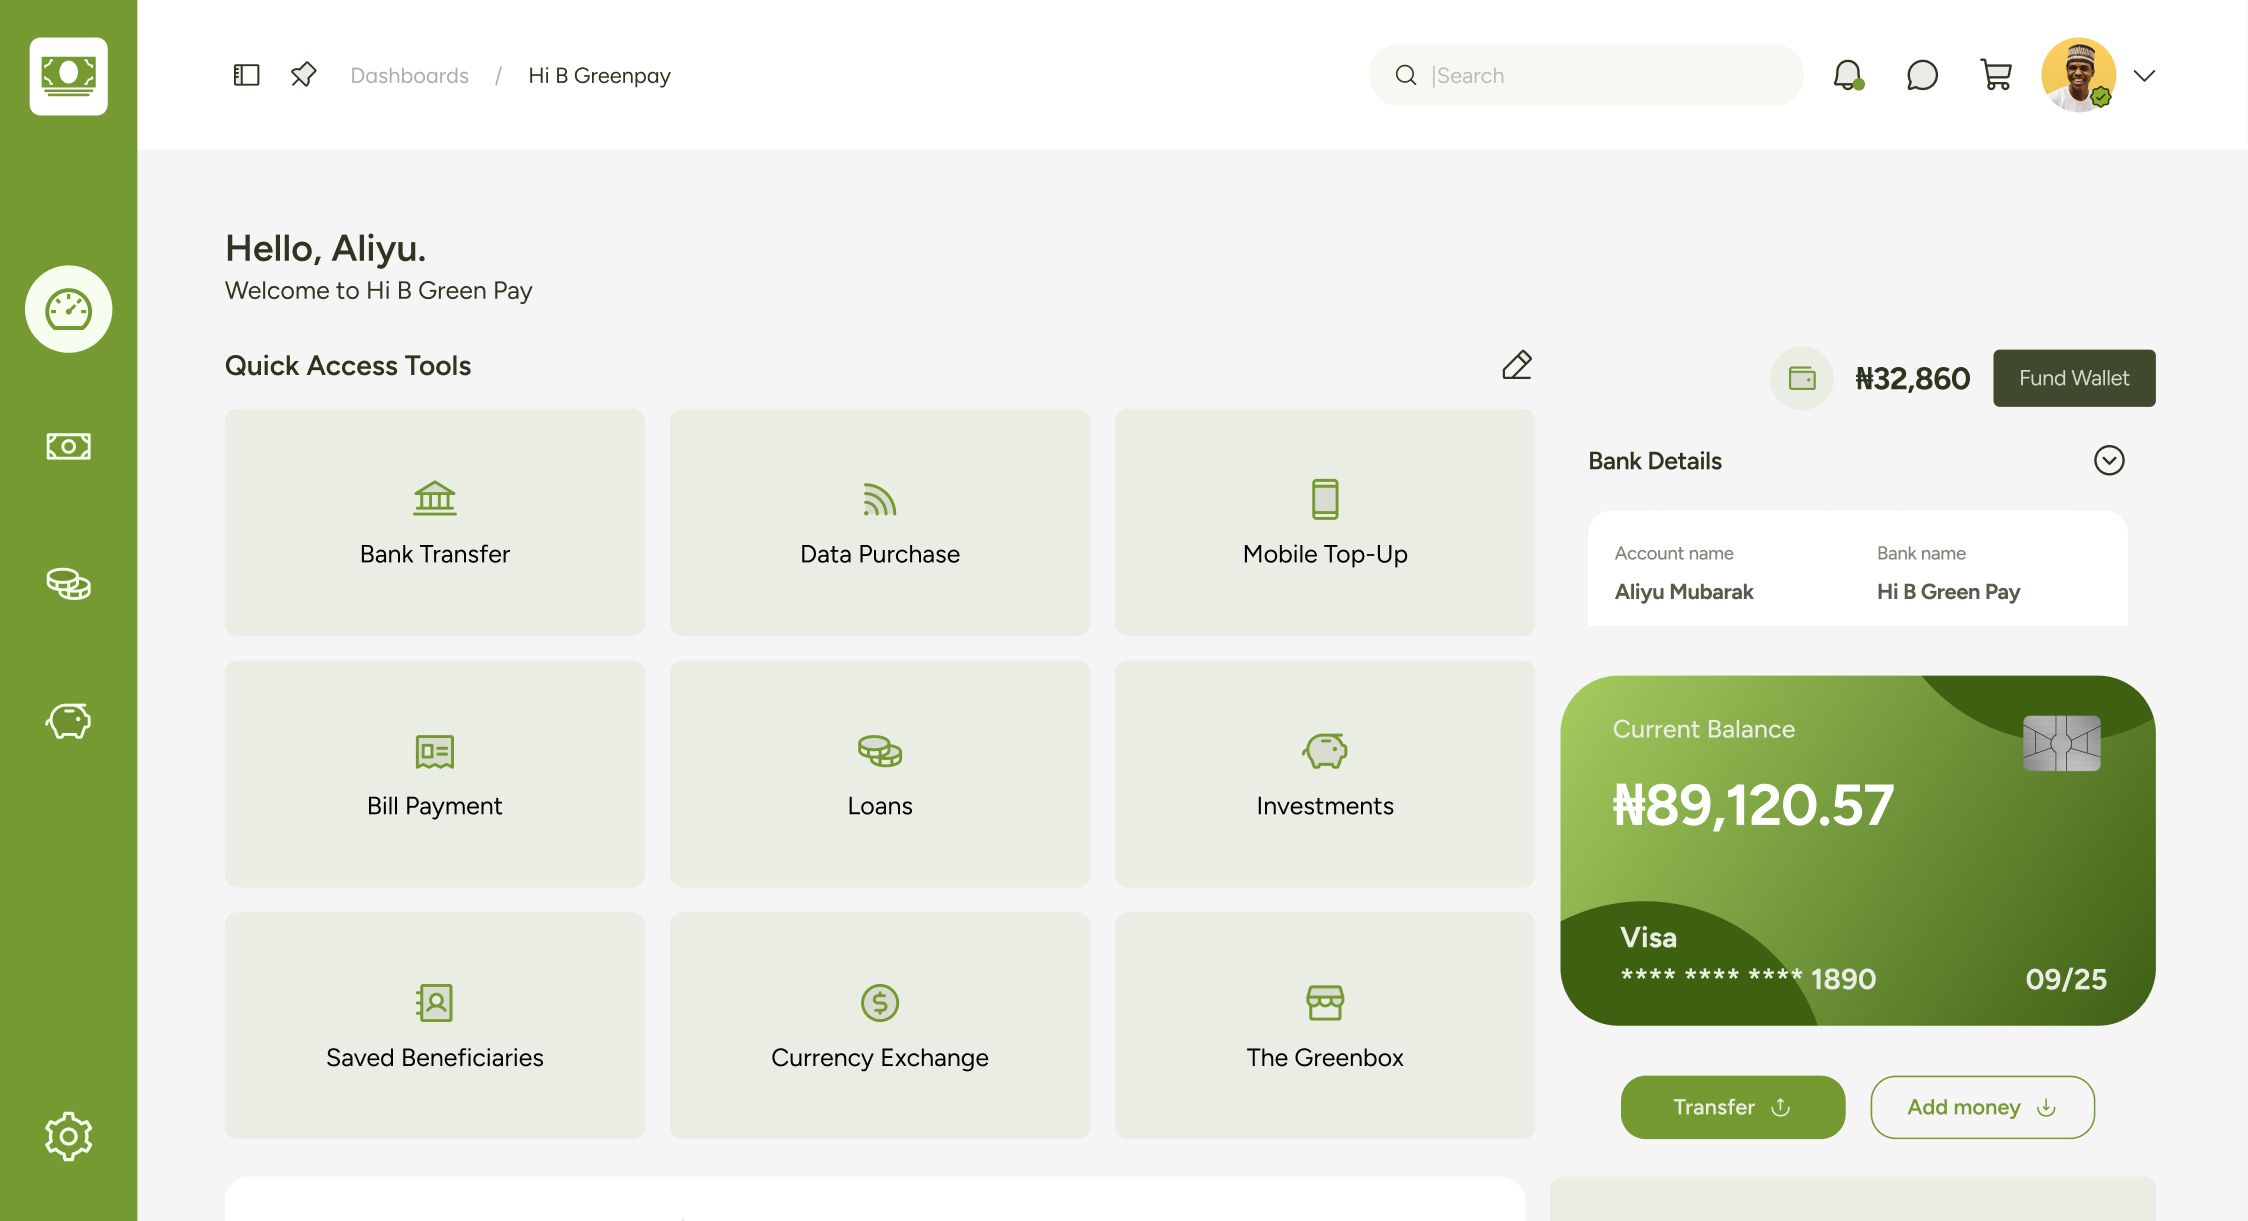 Dashboards / Hi B Greenpay
Search
Hello, Aliyu.
Welcome to Hi B Green Pay
Quick Access Tools
Bank Transfer
Data Purchase
Mobile Top-Up
Bill Payment
Loans
Investments
Saved Beneficiaries
Currency Exchange
The Greenbox
₦32,860
Fund Wallet
Bank Details
Account name
Bank name
Aliyu Mubarak
Hi B Green Pay
Current Balance
₦89,120.57
Visa
**** **** **** 1890
09/25
Transfer
Add money